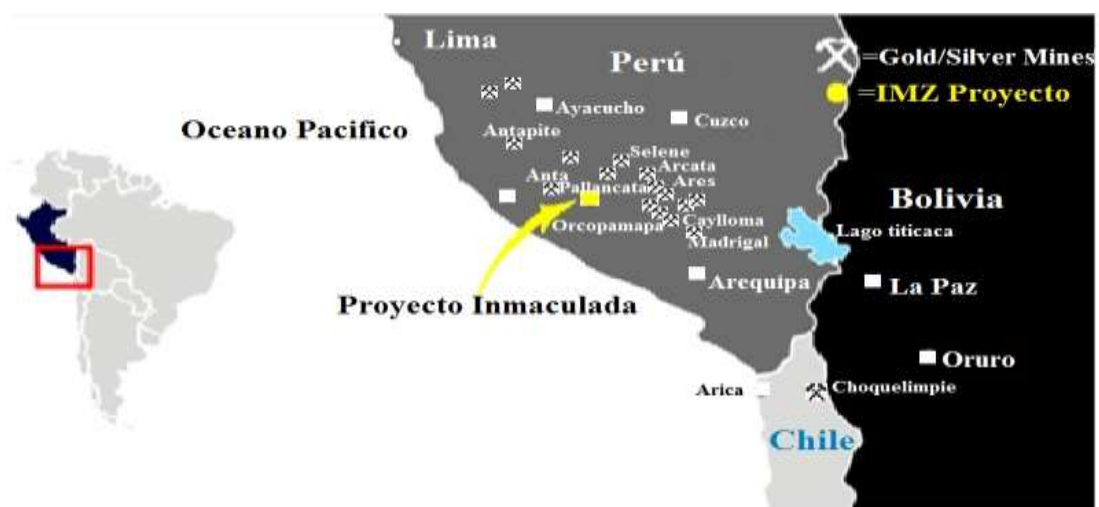 Lima
Perú
=Gold/Silver Mines
=IMZ Proyecto
Ayacucho
Cuzco
Oceano Pacifico
Antapite
Selene
Arcata
Anta
Pallancata
Ares
Bolivia
Orcopamapa
Caylloma
Lago titicaca
Madrigal
Arequipa
La Paz
Proyecto Inmaculada
Oruro
Arica
Choquelimpie
Chile